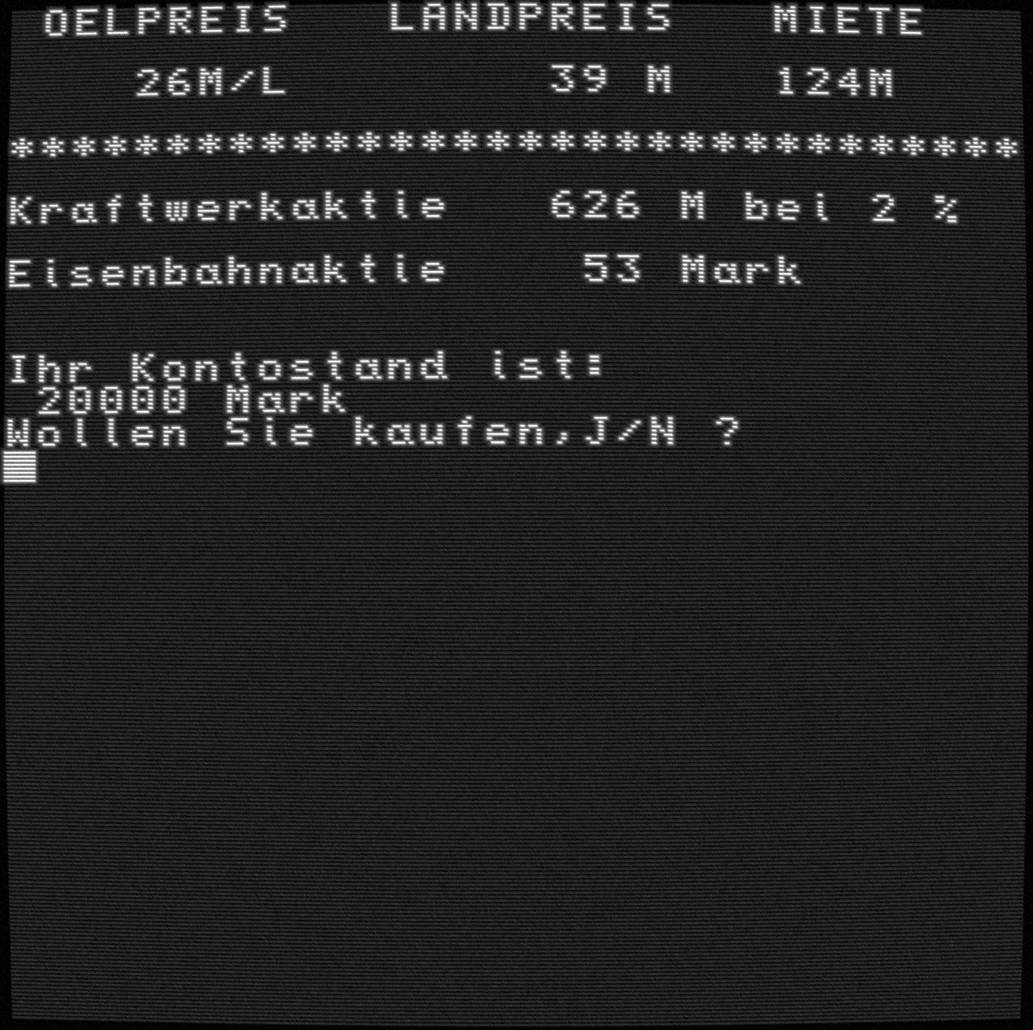 OELPREIS LANDPREIS MIETE
26M/L 39 M 124M
********************************
Kraftwerkaktie 626 M bei 2 %
Eisenbahnaktie 53 Mark
Ihr Kontostand ist:
20000 Mark
Wollen Sie kaufen,J/N ?